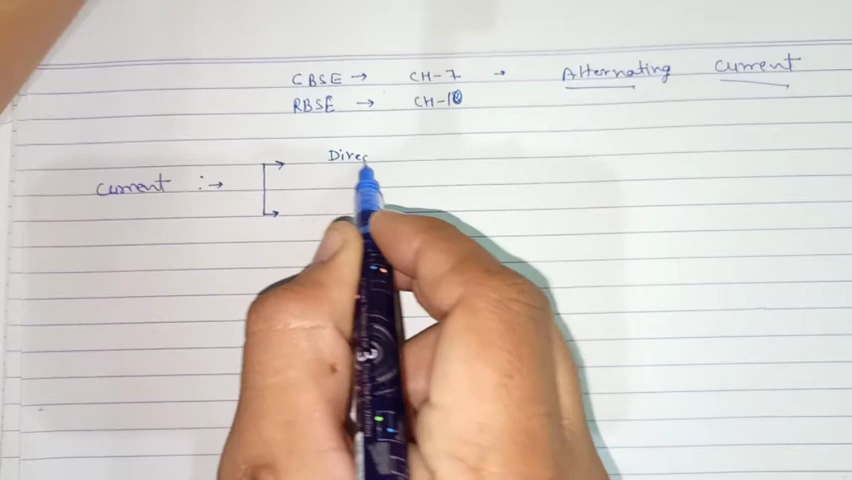 CBSE → CH-7 → Alternating Current
RBSE → CH-10
Direc
Current :→